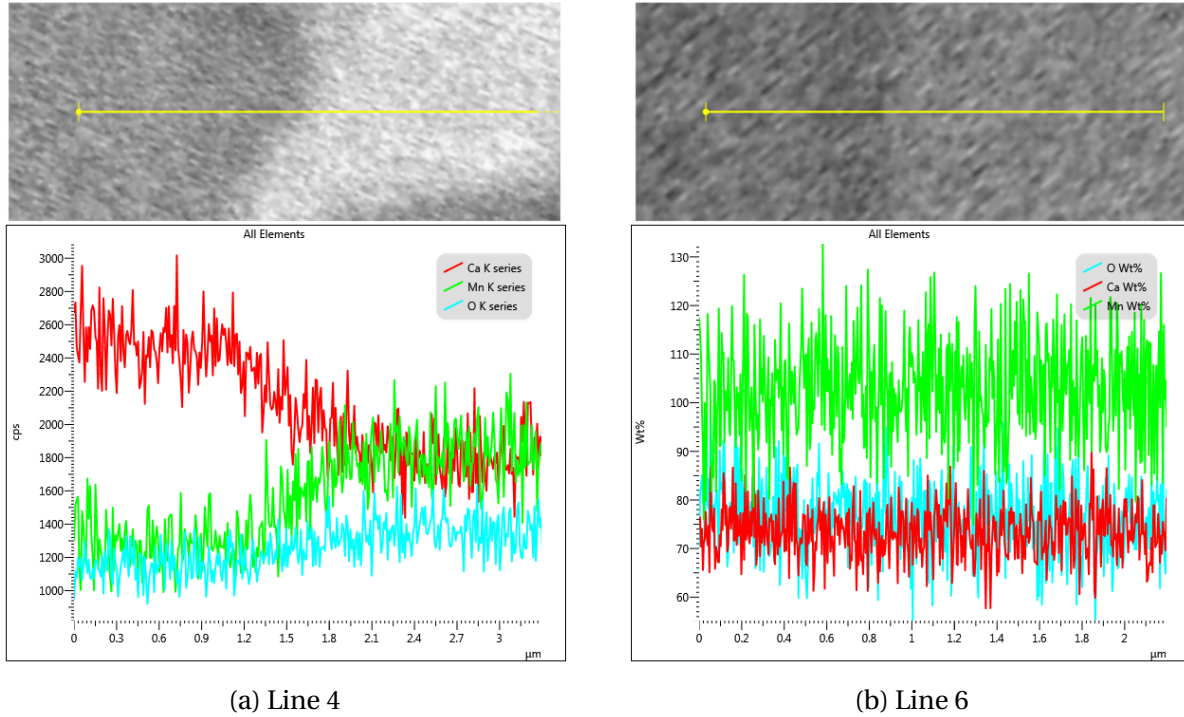 All Elements
Ca K series
Mn K series
O K series
3000
2800
2600
2400
2200
2000
1800
1600
1400
1200
1000
cps
0 0.3 0.6 0.9 1.2 1.5 1.8 2.1 2.4 2.7 3
µm
(a) Line 4
All Elements
O Wt%
Ca Wt%
Mn Wt%
130
120
110
100
90
80
70
60
Wt%
0 0.2 0.4 0.6 0.8 1 1.2 1.4 1.6 1.8 2
µm
(b) Line 6